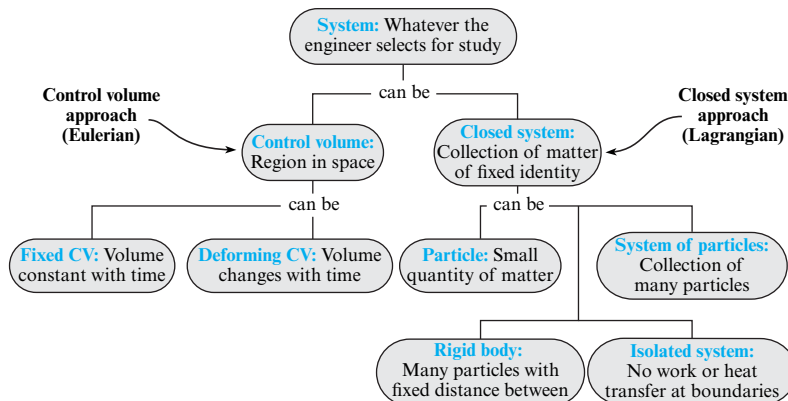 System: Whatever the
engineer selects for study
can be
Control volume
approach
(Eulerian)
Closed system
approach
(Lagrangian)
Control volume:
Region in space
Closed system:
Collection of matter
of fixed identity
can be
can be
Fixed CV: Volume
constant with time
Deforming CV: Volume
changes with time
Particle: Small
quantity of matter
System of particles:
Collection of
many particles
Rigid body:
Many particles with
fixed distance between
Isolated system:
No work or heat
transfer at boundaries